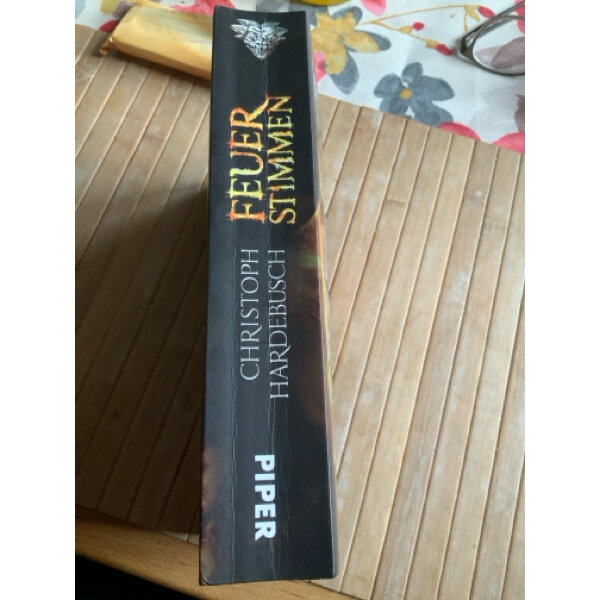 FEUER
STIMMEN
CHRISTOPH
HARDEBUSCH
PIPER